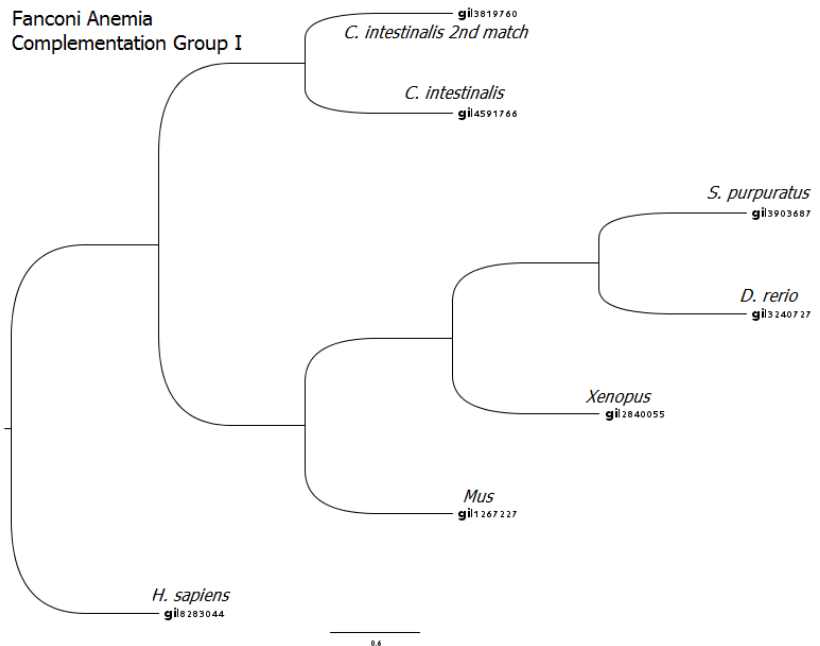 Fanconi Anemia
Complementation Group I
gi|3819760
C. intestinalis 2nd match
C. intestinalis
gi|4591766
S. purpuratus
gi|3903687
D. rerio
gi|3240727
Xenopus
gi|2840055
Mus
gi|1267227
H. sapiens
gi|8283044
0.6